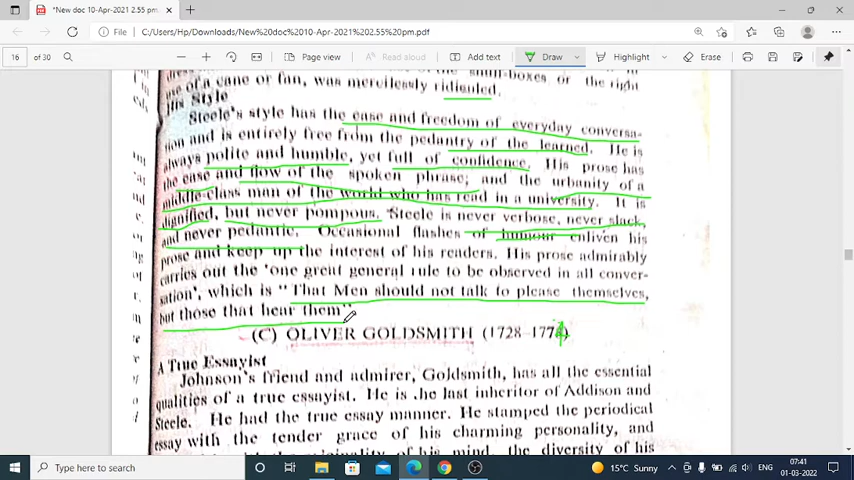 *New doc 10-Apr-2021 2.55 pm.p
File
C:/Users/Hp/Downloads/New%20doc%2010-Apr-2021%202.55%20pm.pdf
16 of 30
Page view
Read aloud
Add text
Draw
Highlight
Erase
use of a cane or fan, was mercilessly ridiculed.
His Style
Steele's style has the ease and freedom of everyday conversa-
tion and is entirely free from the pedantry of the learned. He is
always polite and humble, yet full of confidence. His prose has
the ease and flow of the spoken phrase; and the urbanity of a
middle-class man of the world who has read in a university. It is
dignified, but never pompous. Steele is never verbose, never slack,
and never pedantic. Occasional flashes of humour enliven his
prose and keep up the interest of his readers. His prose admirably
carries out the 'one great general rule to be observed in all conver-
sation', which is "That Men should not talk to please themselves,
but those that hear them"
(C) OLIVER GOLDSMITH (1728-1774)
A True Essayist
Johnson's friend and admirer, Goldsmith, has all the essential
qualities of a true essayist. He is .he last inheritor of Addison and
Steele. He had the true essay manner. He stamped the periodical
essay with the tender grace of his charming personality, and
of his mind, the diversity of his
Type here to search
15°C Sunny
ENG
07:41
01-03-2022